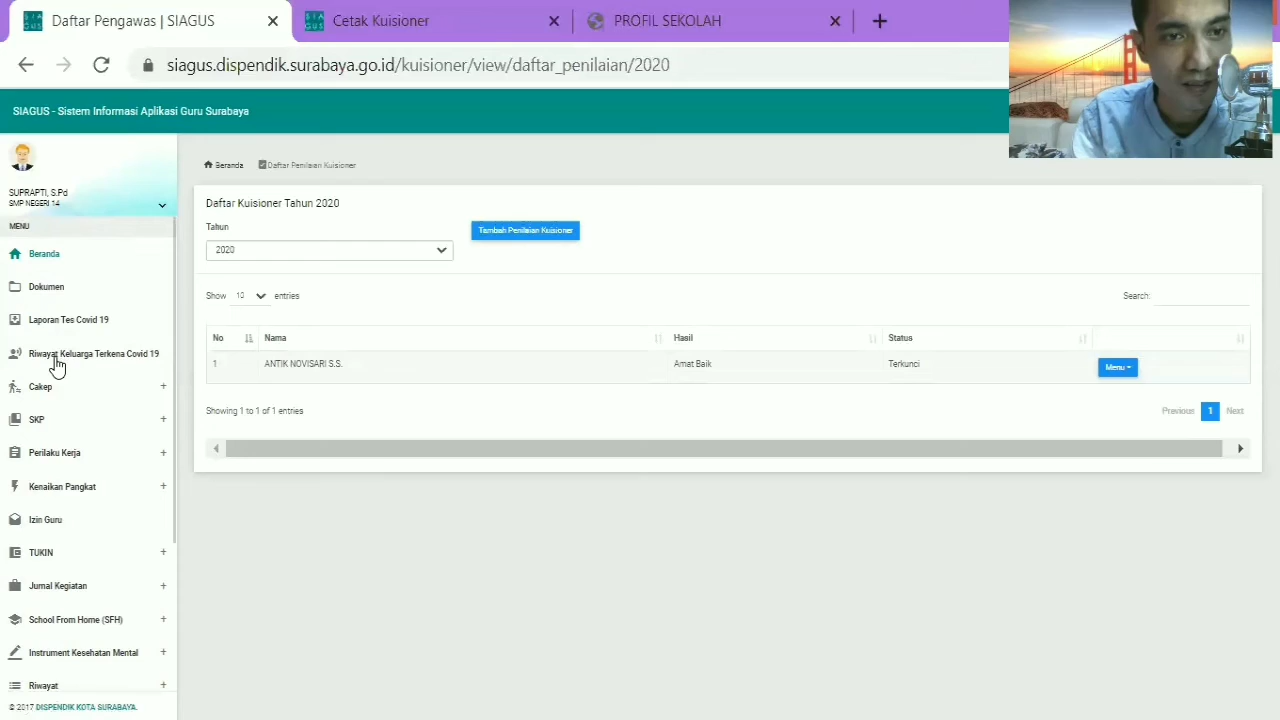 Daftar Pengawas | SIAGUS
Cetak Kuisioner
PROFIL SEKOLAH
siagus.dispendik.surabaya.go.id/kuisioner/view/daftar_penilaian/2020
SIAGUS - Sistem Informasi Aplikasi Guru Surabaya
SUPRAPTI, S.Pd
SMP NEGERI 14
MENU
Beranda
Dokumen
Laporan Tes Covid 19
Riwayat Keluarga Terkena Covid 19
Cakep +
SKP +
Perilaku Kerja +
Kenaikan Pangkat +
Izin Guru
TUKIN +
Jurnal Kegiatan +
School From Home (SFH) +
Instrument Kesehatan Mental +
Riwayat +
© 2017 DISPENDIK KOTA SURABAYA.
Beranda Daftar Penilaian Kuisioner
Daftar Kuisioner Tahun 2020
Tahun
2020
Tambah Penilaian Kuisioner
Show entries
Search:
No Nama Hasil Status
1 ANTIK NOVISARI S.S. Amat Baik Terkunci Menu
Showing 1 to 1 of 1 entries
Previous 1 Next